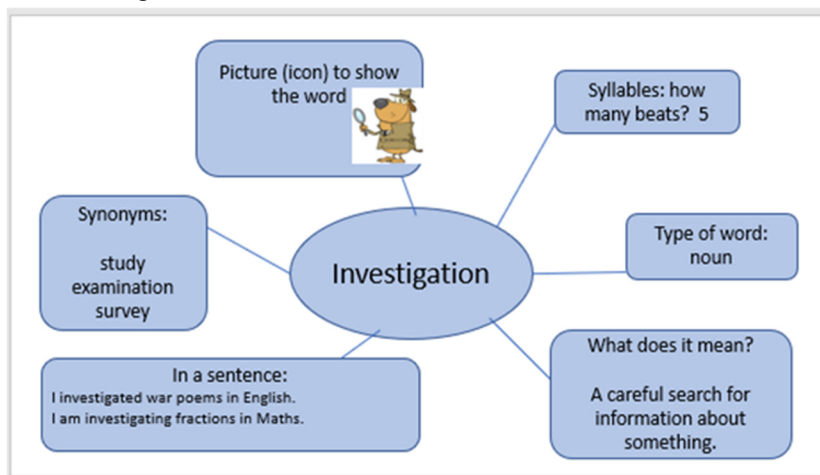 Picture (icon) to show
the word
Syllables: how
many beats? 5
Synonyms:
study
examination
survey
Investigation
Type of word:
noun
In a sentence:
I investigated war poems in English.
I am investigating fractions in Maths.
What does it mean?
A careful search for
information about
something.